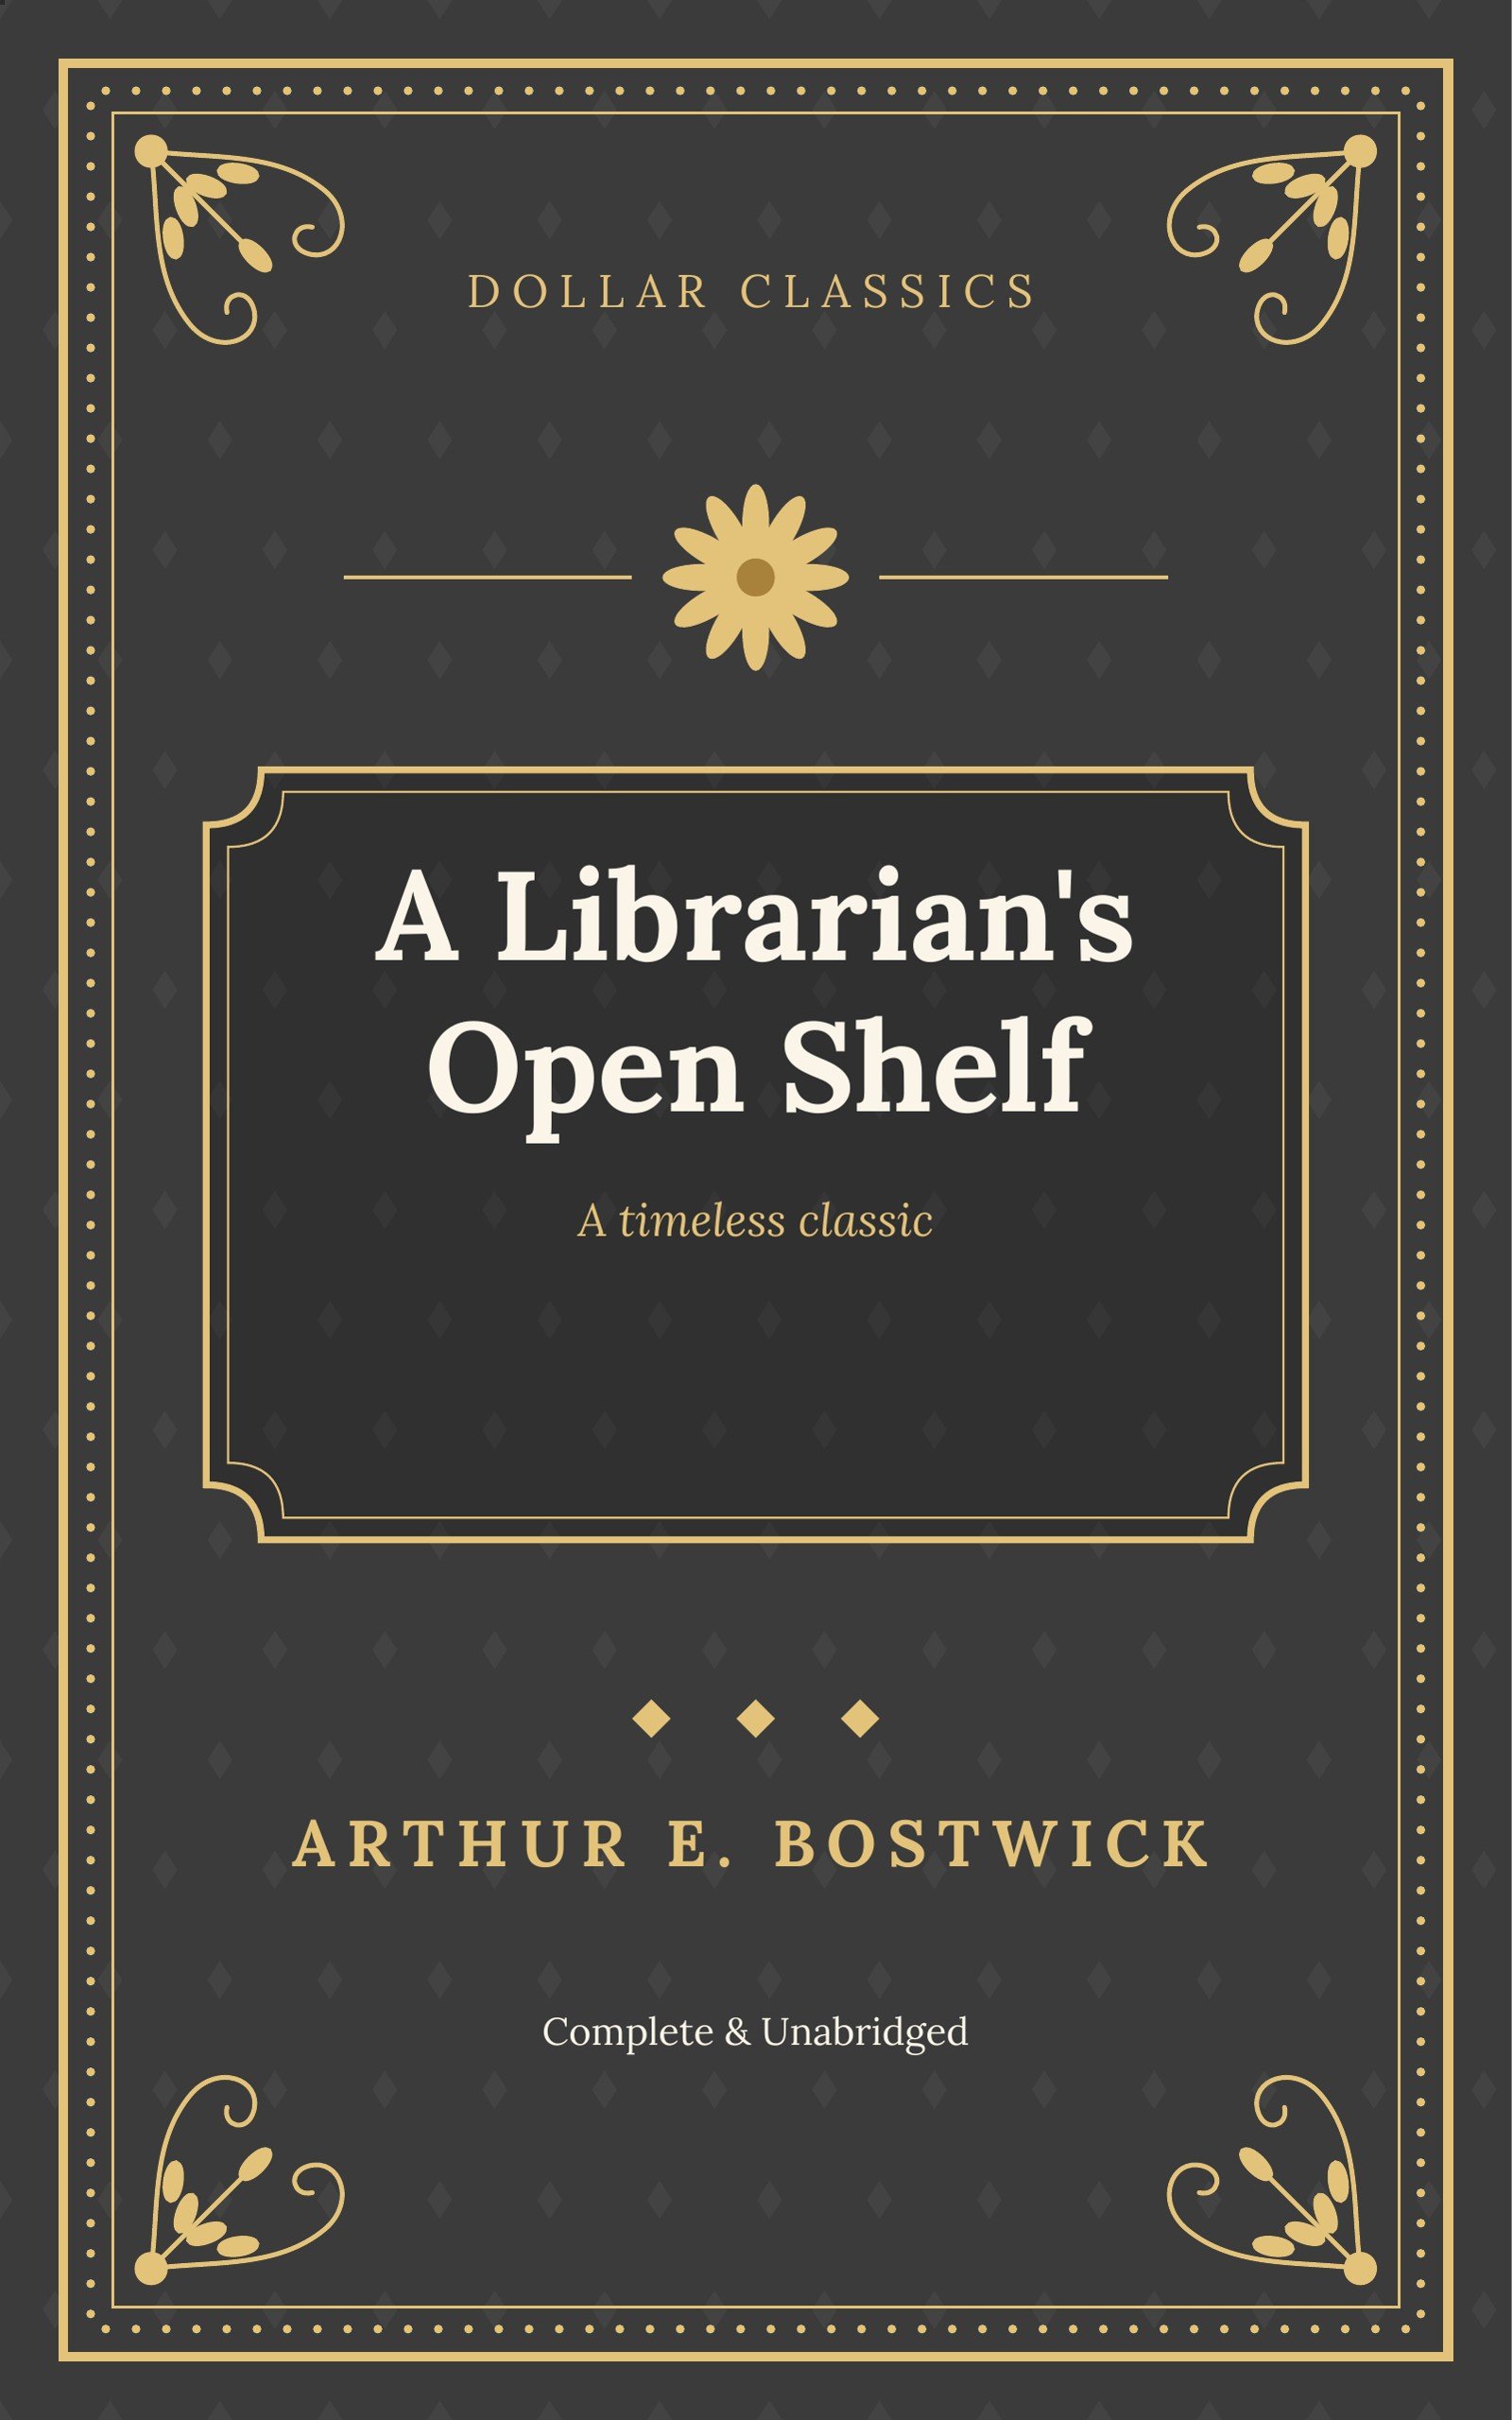 DOLLAR CLASSICS
A Librarian's
Open Shelf
A timeless classic
ARTHUR E. BOSTWICK
Complete & Unabridged